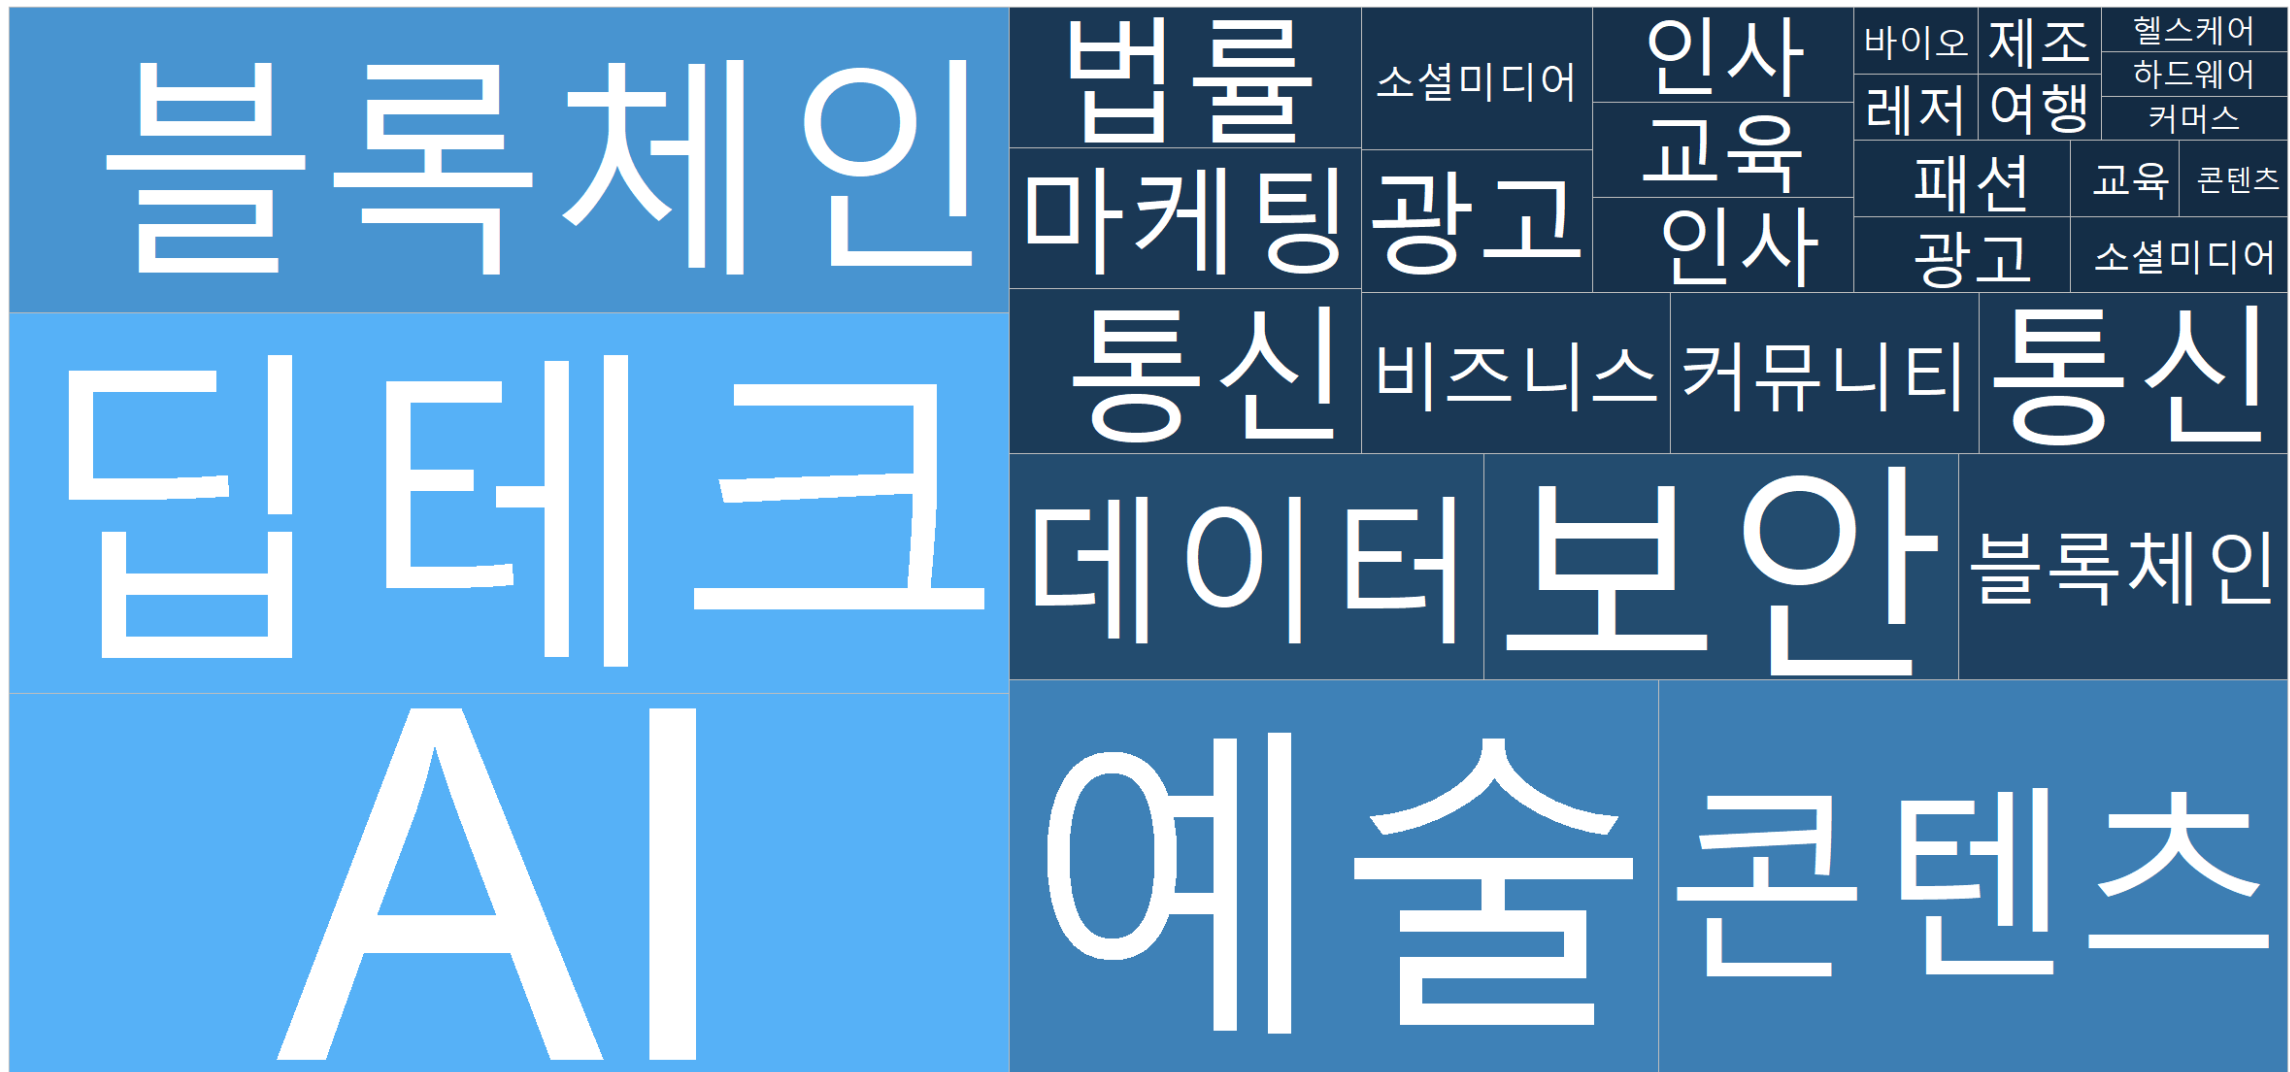 블록체인
딥테크
AI
법률
소셜미디어
인사
바이오
제조
헬스케어
하드웨어
커머스
레저
여행
교육
마케팅
광고
인사
패션
교육
콘텐츠
광고
소셜미디어
통신
비즈니스
커뮤니티
통신
데이터
보안
블록체인
예술
콘텐츠